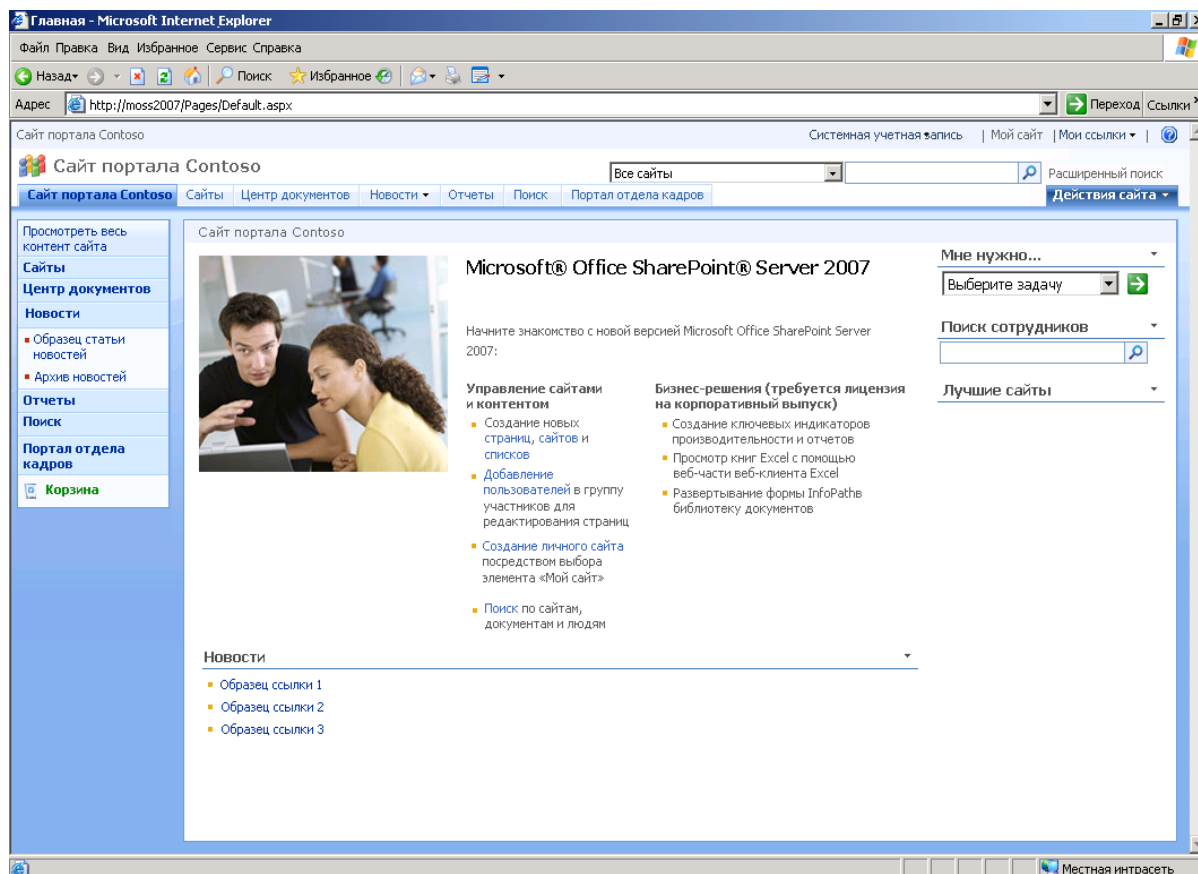 Главная - Microsoft Internet Explorer
Файл Правка Вид Избранное Сервис Справка
Назад Поиск Избранное
Адрес http://moss2007/Pages/Default.aspx Переход Ссылки
Сайт портала Contoso Системная учетная запись | Мой сайт | Мои ссылки |
Сайт портала Contoso Все сайты Расширенный поиск
Сайт портала Contoso Сайты Центр документов Новости Отчеты Поиск Портал отдела кадров Действия сайта
Просмотреть весь
контент сайта
Сайты
Центр документов
Новости
Образец статьи
новостей
Архив новостей
Отчеты
Поиск
Портал отдела
кадров
Корзина
Сайт портала Contoso
Microsoft® Office SharePoint® Server 2007
Начните знакомство с новой версией Microsoft Office SharePoint Server
2007:
Управление сайтами
и контентом
Создание новых
страниц, сайтов и
списков
Добавление
пользователей в группу
участников для
редактирования страниц
Создание личного сайта
посредством выбора
элемента «Мой сайт»
Поиск по сайтам,
документам и людям
Бизнес-решения (требуется лицензия
на корпоративный выпуск)
Создание ключевых индикаторов
производительности и отчетов
Просмотр книг Excel с помощью
веб-части веб-клиента Excel
Развертывание формы InfoPathв
библиотеку документов
Мне нужно...
Выберите задачу
Поиск сотрудников
Лучшие сайты
Новости
Образец ссылки 1
Образец ссылки 2
Образец ссылки 3
Местная интрасеть